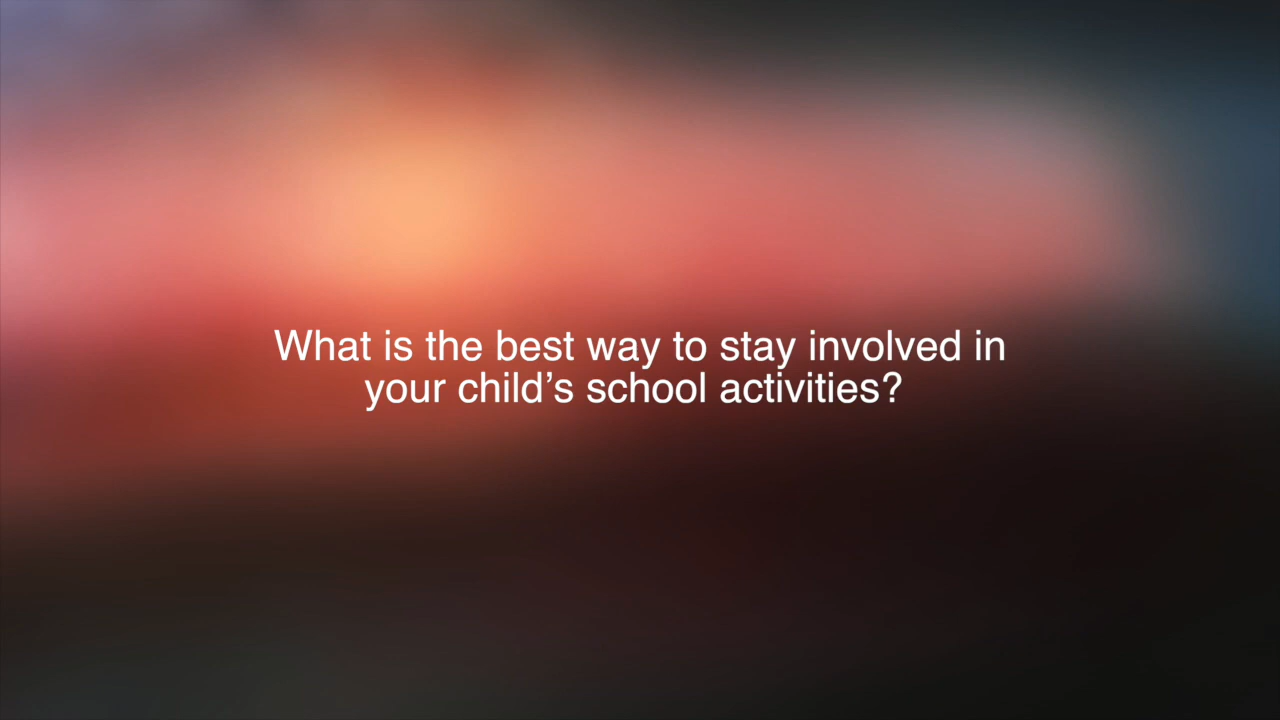 What is the best way to stay involved in
your child’s school activities?